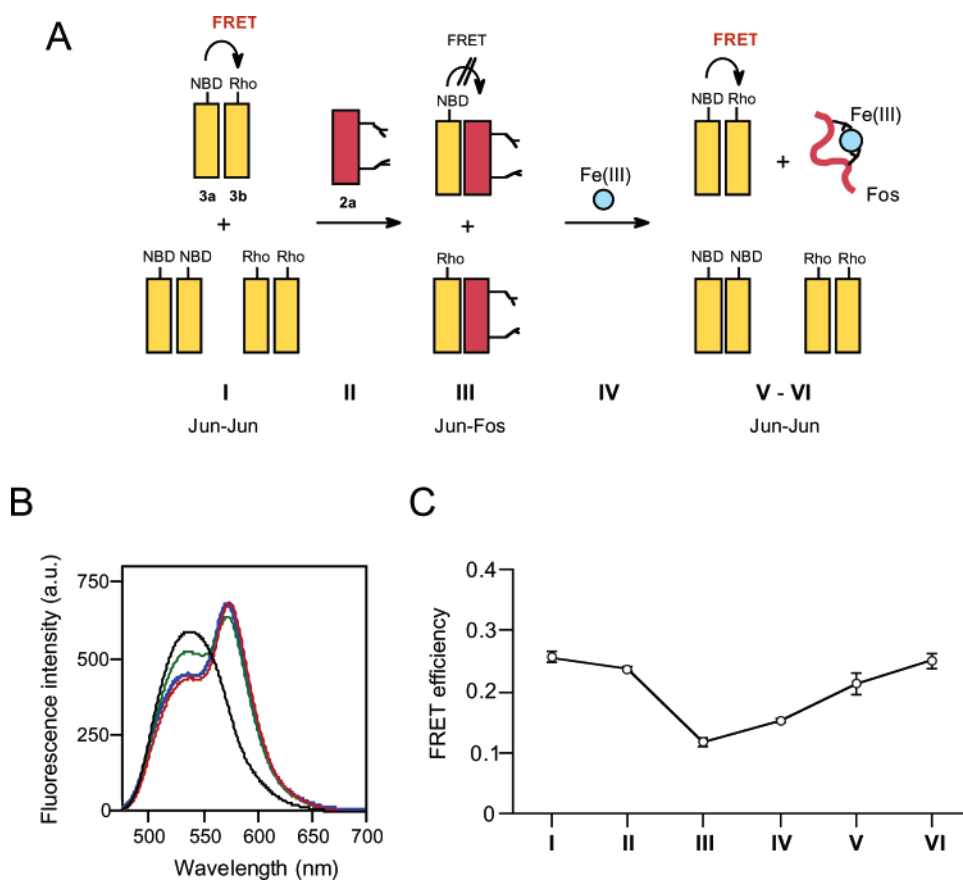 A
FRET
NBD Rho
3a 3b
+
NBD NBD Rho Rho
2a
FRET
NBD
+
Rho
Fe(III)
FRET
NBD Rho
+
Fe(III)
Fos
NBD NBD Rho Rho
I II III IV V - VI
Jun-Jun Jun-Fos Jun-Jun
B
Fluorescence intensity (a.u.)
750
500
250
0
500 550 600 650 700
Wavelength (nm)
C
FRET efficiency
0.4
0.3
0.2
0.1
0
I II III IV V VI